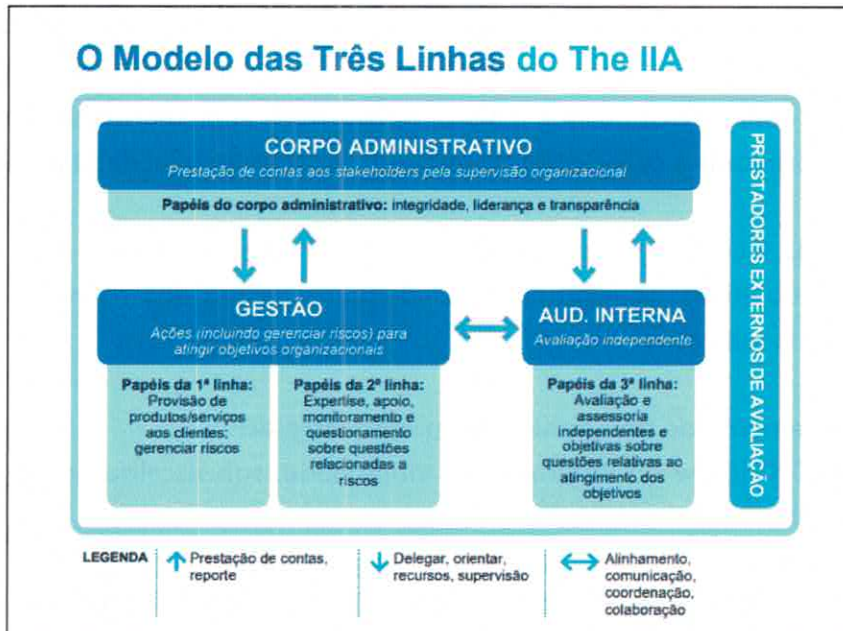 O Modelo das Três Linhas do The IIA
CORPO ADMINISTRATIVO
Prestação de contas aos stakeholders pela supervisão organizacional
Papéis do corpo administrativo: integridade, liderança e transparência
GESTÃO
Ações (incluindo gerenciar riscos) para
atingir objetivos organizacionais
Papéis da 1ª linha:
Provisão de
produtos/serviços
aos clientes;
gerenciar riscos
Papéis da 2ª linha:
Expertise, apoio,
monitoramento e
questionamento
sobre questões
relacionadas a
riscos
AUD. INTERNA
Avaliação independente
Papéis da 3ª linha:
Avaliação e
assessoria
independentes e
objetivas sobre
questões relativas ao
atingimento dos
objetivos
PRESTADORES EXTERNOS DE AVALIAÇÃO
LEGENDA
Prestação de contas,
reporte
Delegar, orientar,
recursos, supervisão
Alinhamento,
comunicação,
coordenação,
colaboração